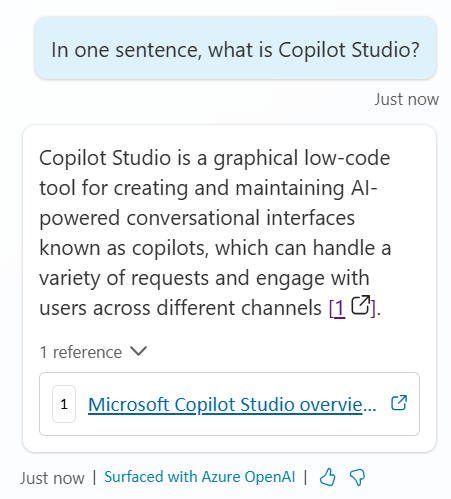 In one sentence, what is Copilot Studio?
Just now
Copilot Studio is a graphical low-code
tool for creating and maintaining AI-
powered conversational interfaces
known as copilots, which can handle a
variety of requests and engage with
users across different channels [1].
1 reference
1 Microsoft Copilot Studio overvie...
Just now | Surfaced with Azure OpenAI |